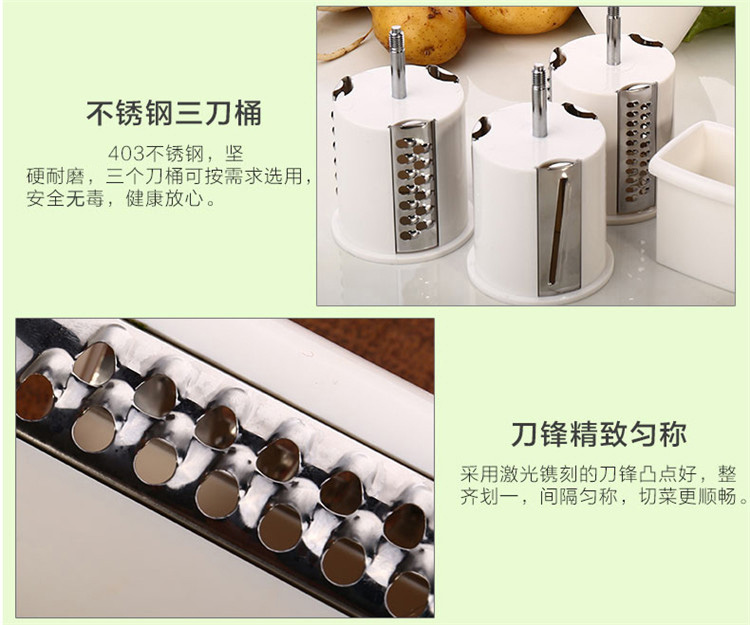 不锈钢三刀桶
403不锈钢，坚
硬耐磨，三个刀桶可按需求选用，
安全无毒，健康放心。
刀锋精致匀称
采用激光镌刻的刀锋凸点好，整
齐划一，间隔匀称，切菜更顺畅。